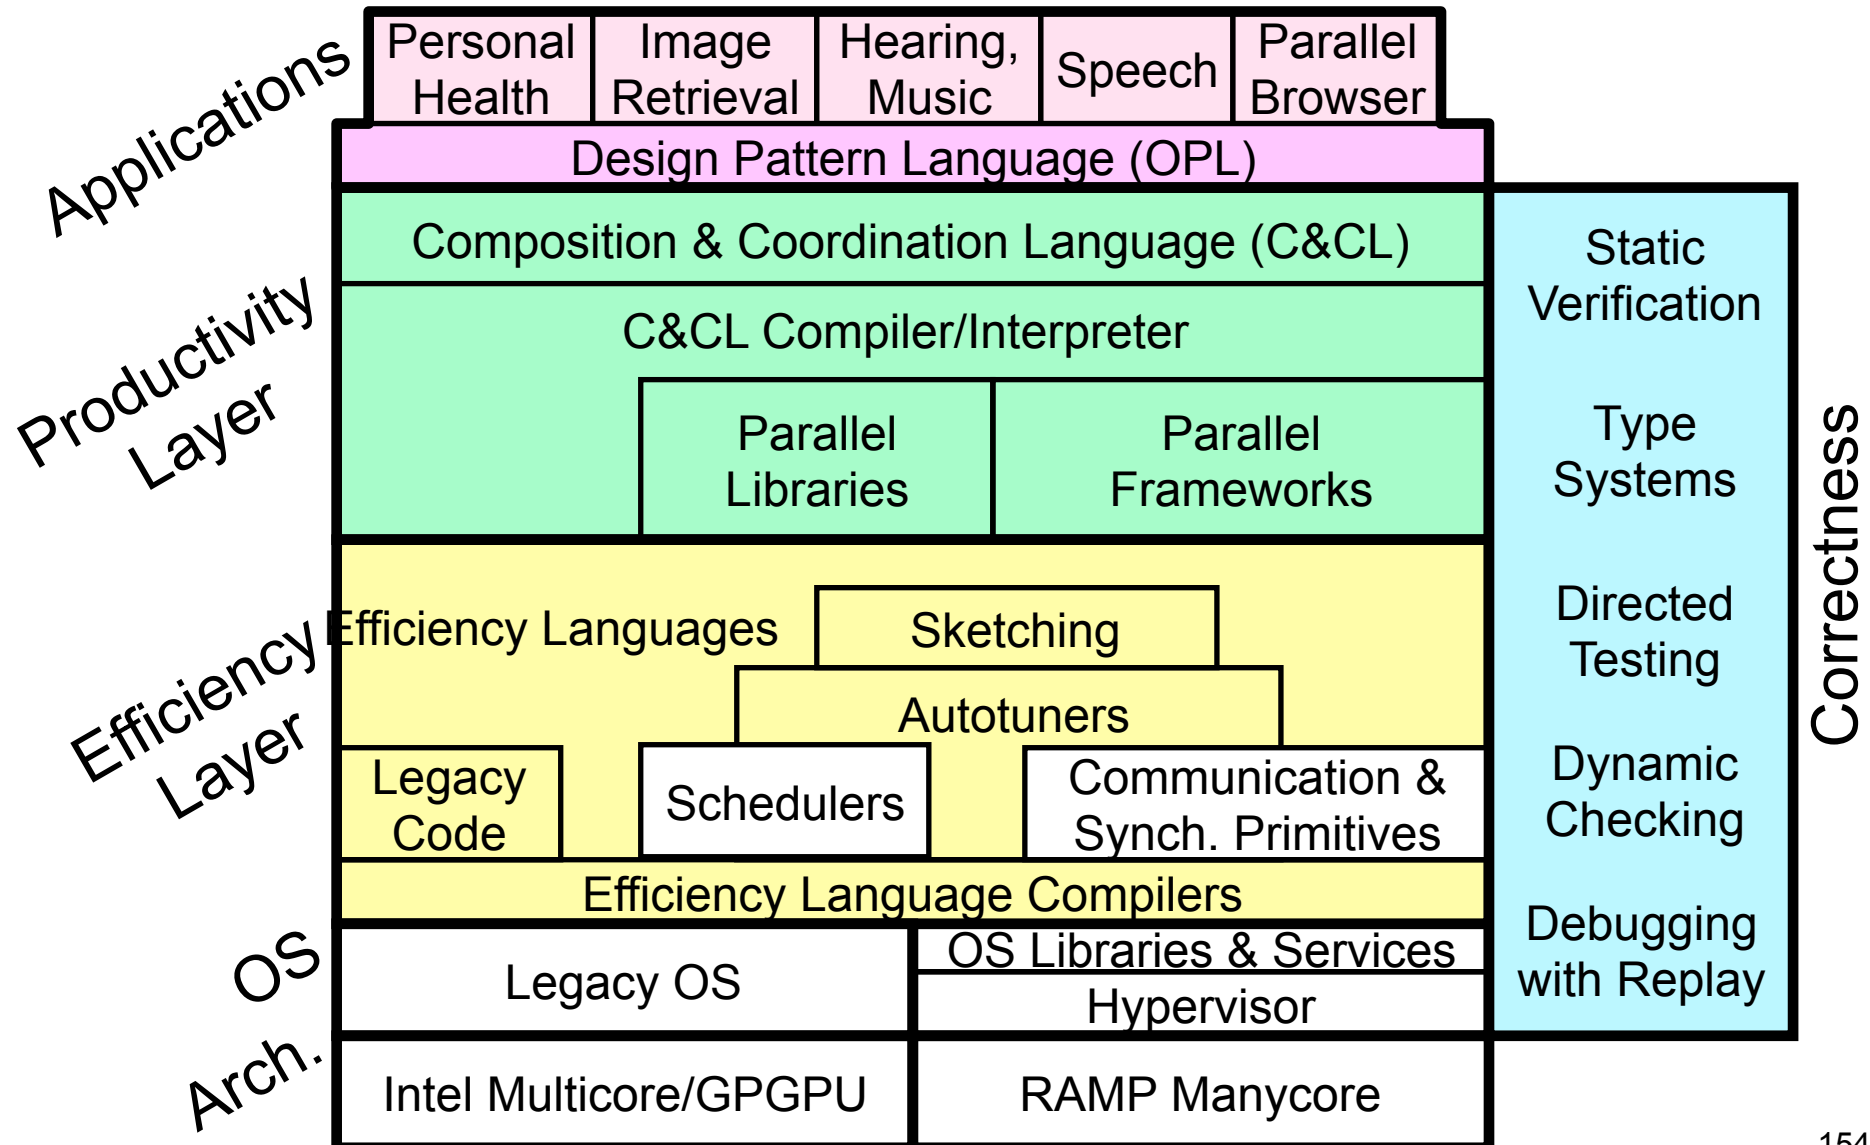 Applications
Personal
Health
Image
Retrieval
Hearing,
Music
Speech
Parallel
Browser
Design Pattern Language (OPL)
Productivity
Layer
Composition & Coordination Language (C&CL)
C&CL Compiler/Interpreter
Parallel
Libraries
Parallel
Frameworks
Efficiency
Layer
Efficiency Languages
Sketching
Autotuners
Legacy
Code
Schedulers
Communication &
Synch. Primitives
Efficiency Language Compilers
OS
Legacy OS
OS Libraries & Services
Hypervisor
Arch.
Intel Multicore/GPGPU
RAMP Manycore
Static
Verification
Type
Systems
Directed
Testing
Dynamic
Checking
Debugging
with Replay
Correctness
154